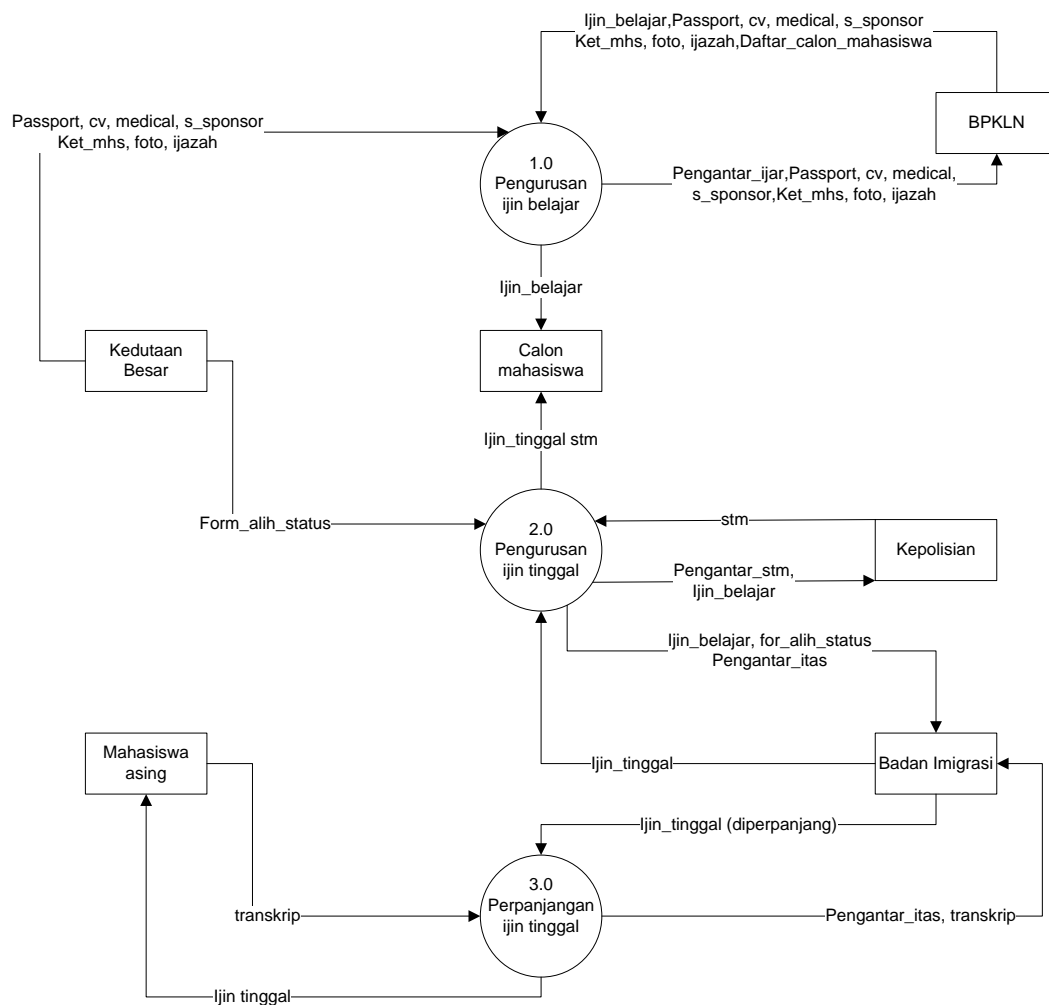 Ijin_belajar,Passport, cv, medical, s_sponsor
Ket_mhs, foto, ijazah,Daftar_calon_mahasiswa
BPKLN
Passport, cv, medical, s_sponsor
Ket_mhs, foto, ijazah
1.0
Pengurusan
ijin belajar
Pengantar_ijar,Passport, cv, medical,
s_sponsor,Ket_mhs, foto, ijazah
Ijin_belajar
Kedutaan
Besar
Calon
mahasiswa
Ijin_tinggal stm
Form_alih_status
2.0
Pengurusan
ijin tinggal
stm
Kepolisian
Pengantar_stm,
Ijin_belajar
Ijin_belajar, for_alih_status
Pengantar_itas
Mahasiswa
asing
Ijin_tinggal
Badan Imigrasi
Ijin_tinggal (diperpanjang)
3.0
Perpanjangan
ijin tinggal
transkrip
Pengantar_itas, transkrip
Ijin tinggal